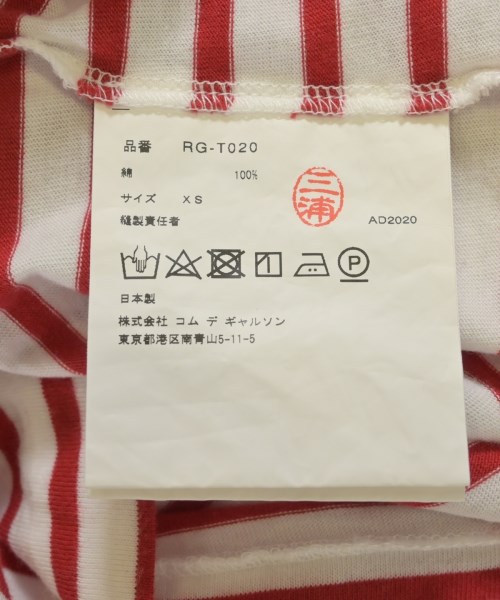 品番 RG-T020
綿 100%
サイズ XS
三浦
縫製責任者 AD2020
P
日本製
株式会社 コム デ ギャルソン
東京都港区南青山5-11-5